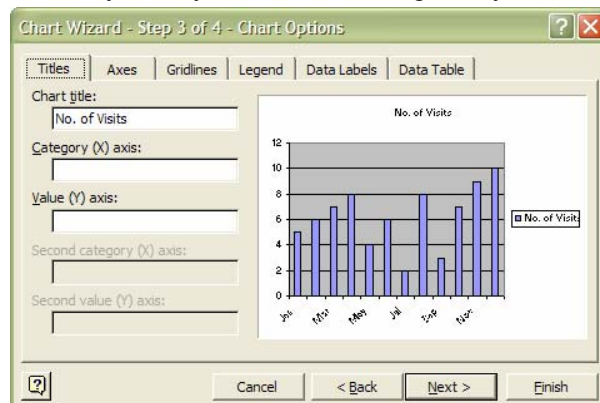 Chart Wizard - Step 3 of 4 - Chart Options
Titles Axes Gridlines Legend Data Labels Data Table
Chart title:
No. of Visits
Category (X) axis:
Value (Y) axis:
Second category (X) axis:
Second value (Y) axis:
No. of Visits
12
10
8
6
4
2
0
Jan Mar May Jul Sep Nov
No. of Visits
Cancel < Back Next > Finish